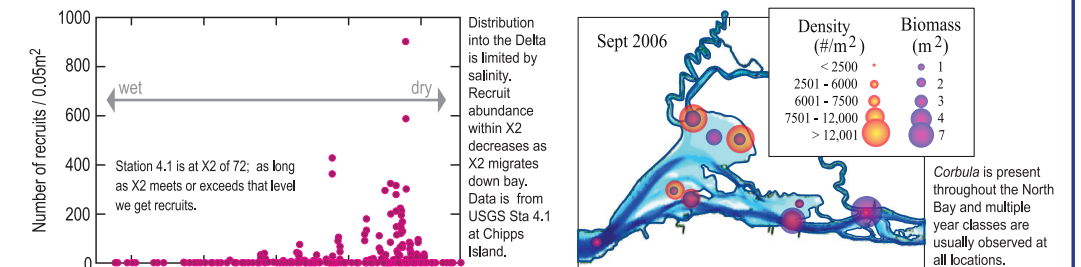 Number of recruits / 0.05m2
1000
800
600
400
200
0
wet
dry
Station 4.1 is at X2 of 72; as long
as X2 meets or exceeds that level
we get recruits.
Distribution
into the Delta
is limited by
salinity.
Recruit
abundance
within X2
decreases as
X2 migrates
down bay.
Data is from
USGS Sta 4.1
at Chipps
Island.
Sept 2006
Density
(#/m2)
< 2500
2501 - 6000
6001 - 7500
7501 - 12,000
> 12,001
Biomass
(m2)
1
2
3
4
7
Corbula is present
throughout the North
Bay and multiple
year classes are
usually observed at
all locations.